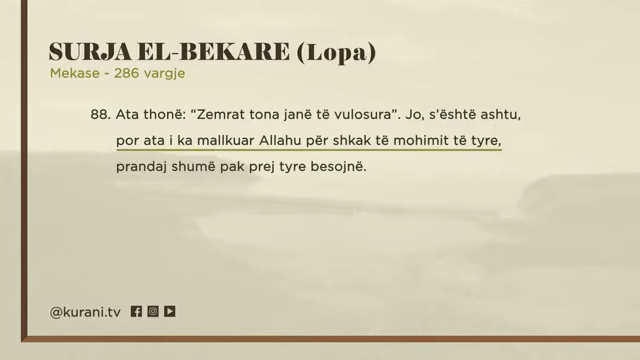 SURJA EL-BEKARE (Lopa)
Mekase - 286 vargje
88. Ata thonë: “Zemrat tona janë të vulosura”. Jo, s’është ashtu,
por ata i ka mallkuar Allahu për shkak të mohimit të tyre,
prandaj shumë pak prej tyre besojnë.
@kurani.tv